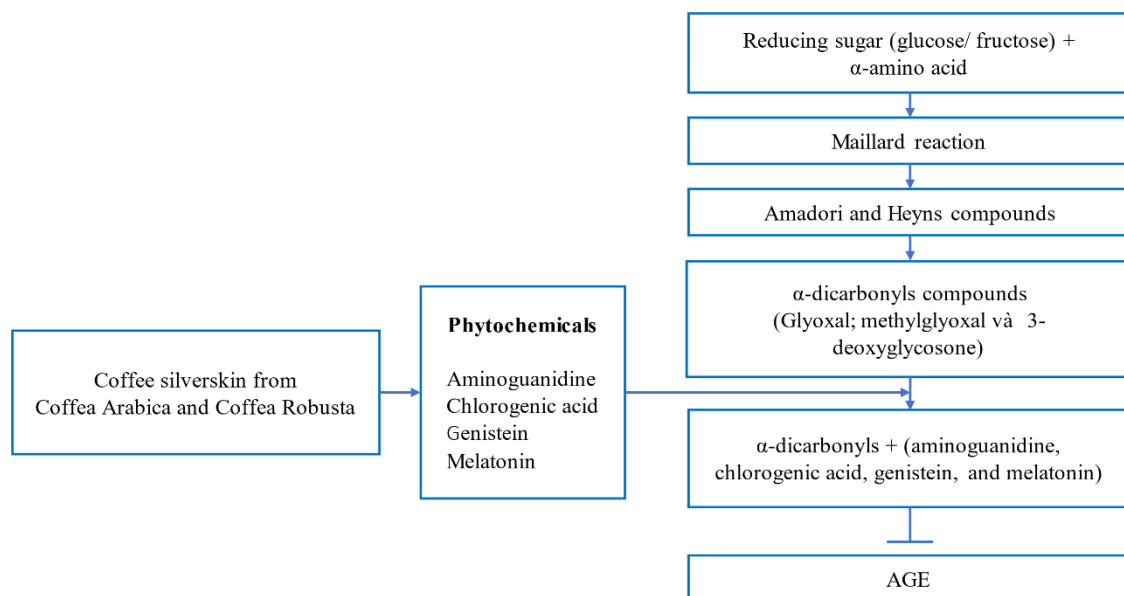 Reducing sugar (glucose/ fructose) +
α-amino acid
Maillard reaction
Amadori and Heyns compounds
α-dicarbonyls compounds
(Glyoxal; methylglyoxal và 3-
deoxyglycosone)
Phytochemicals
Aminoguanidine
Chlorogenic acid
Genistein
Melatonin
Coffee silverskin from
Coffea Arabica and Coffea Robusta
α-dicarbonyls + (aminoguanidine,
chlorogenic acid, genistein, and melatonin)
AGE